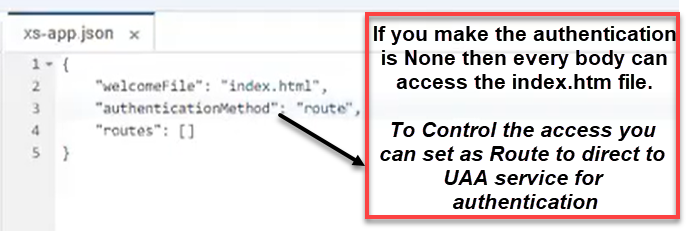 xs-app.json x
1 {
2 "welcomeFile": "index.html",
3 "authenticationMethod": "route",
4 "routes": []
5 }
If you make the authentication
is None then every body can
access the index.htm file.
To Control the access you
can set as Route to direct to
UAA service for
authentication